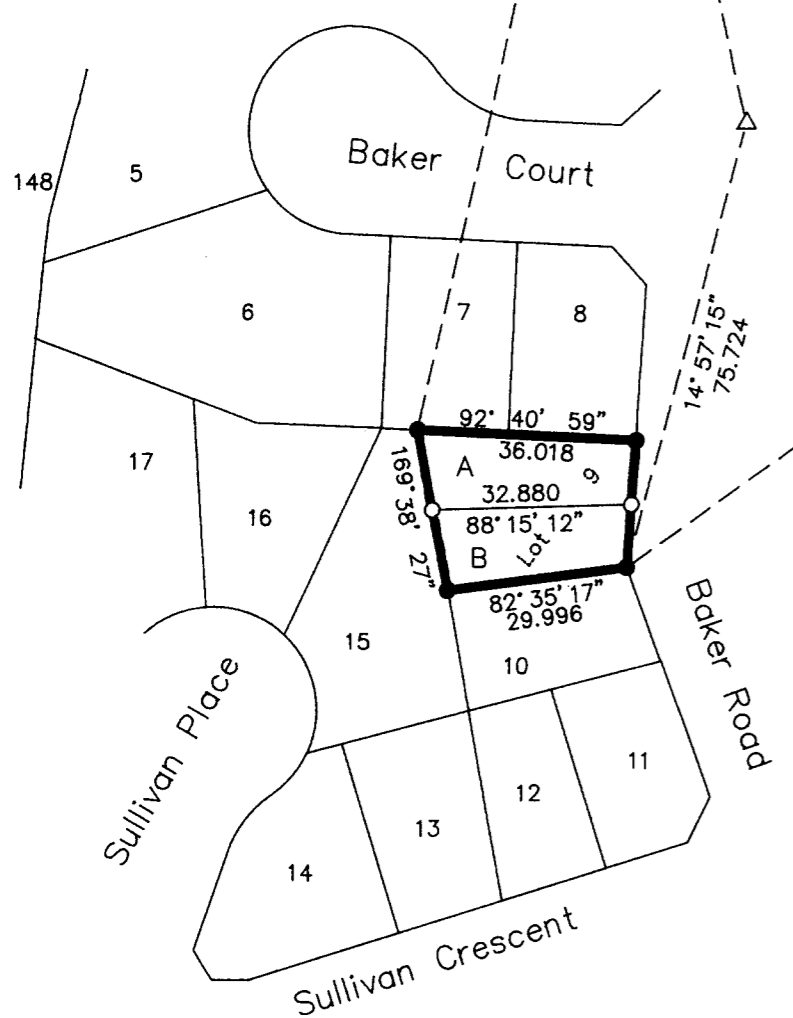 Baker Court
148
5
6
7
8
14° 57' 15"
75.724
92° 40' 59"
36.018
A
9
169° 38' 27"
32.880
88° 15' 12"
Lot
B
82° 35' 17"
29.996
17
16
15
10
Baker Road
Sullivan Place
11
12
13
14
Sullivan Crescent